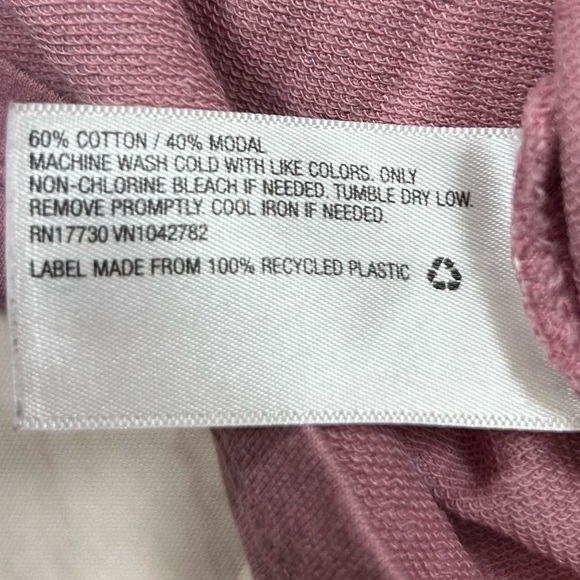 60% COTTON / 40% MODAL
MACHINE WASH COLD WITH LIKE COLORS. ONLY
NON-CHLORINE BLEACH IF NEEDED. TUMBLE DRY LOW.
REMOVE PROMPTLY. COOL IRON IF NEEDED.
RN17730 VN1042782
LABEL MADE FROM 100% RECYCLED PLASTIC